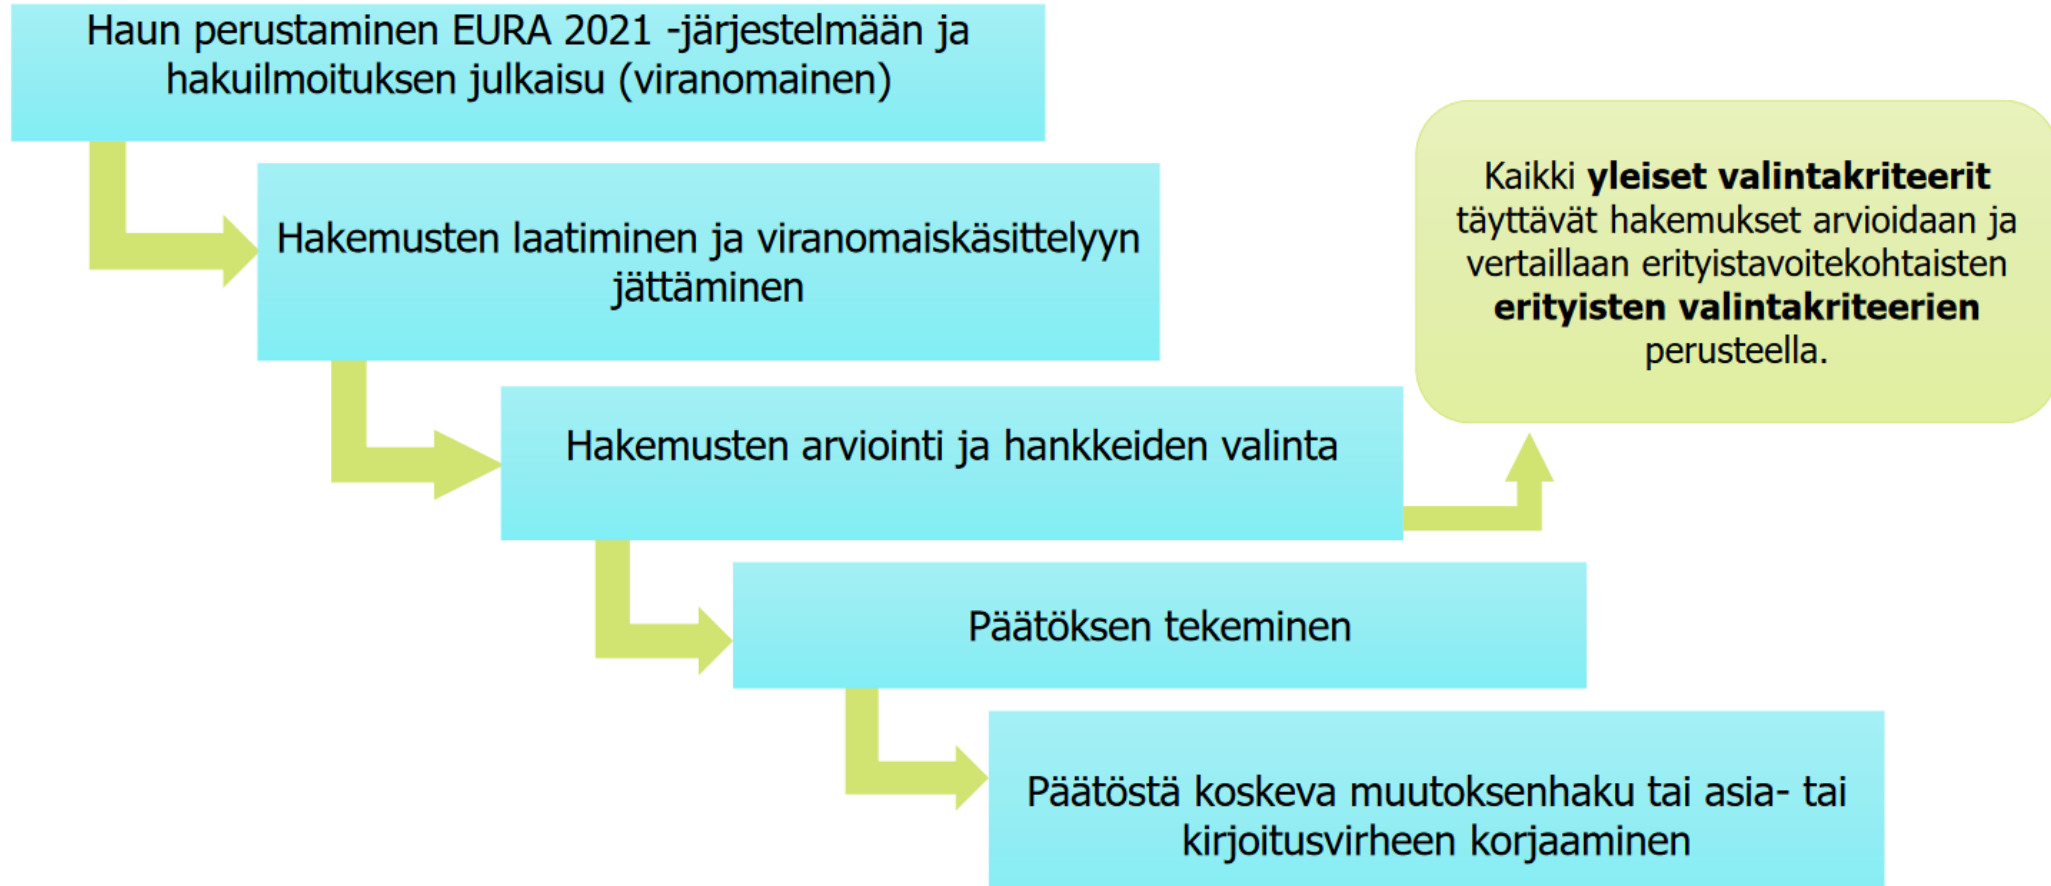 Haun perustaminen EURA 2021 -järjestelmään ja
hakuilmoituksen julkaisu (viranomainen)
Hakemusten laatiminen ja viranomaiskäsittelyyn
jättäminen
Hakemusten arviointi ja hankkeiden valinta
Kaikki yleiset valintakriteerit
täyttävät hakemukset arvioidaan ja
vertaillaan erityistavoitekohtaisten
erityisten valintakriteerien
perusteella.
Päätöksen tekeminen
Päätöstä koskeva muutoksenhaku tai asia- tai
kirjoitusvirheen korjaaminen